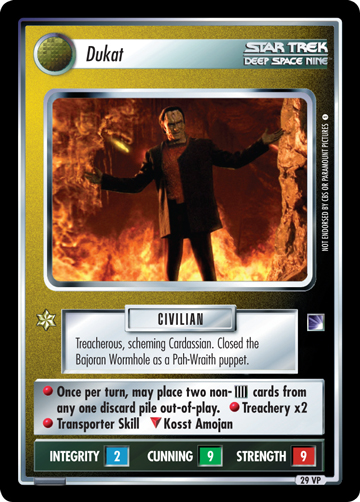 Dukat
STAR TREK
DEEP SPACE NINE
NOT ENDORSED BY CBS OR PARAMOUNT PICTURES
CIVILIAN
Treacherous, scheming Cardassian. Closed the
Bajoran Wormhole as a Pah-Wraith puppet.
• Once per turn, may place two non- cards from
any one discard pile out-of-play. • Treachery x2
• Transporter Skill ▼ Kosst Amojan
INTEGRITY 2 CUNNING 9 STRENGTH 9
29 VP